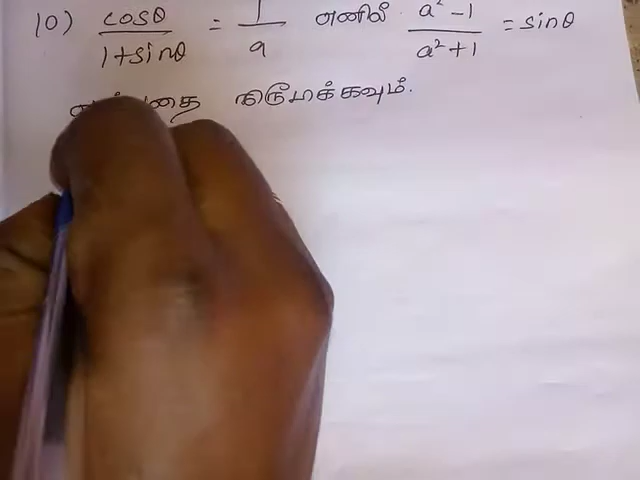 10) cosθ / 1+sinθ = 1/a எனில் a² -1 / a² +1 = sinθ
நிரூபிக்கவும்.